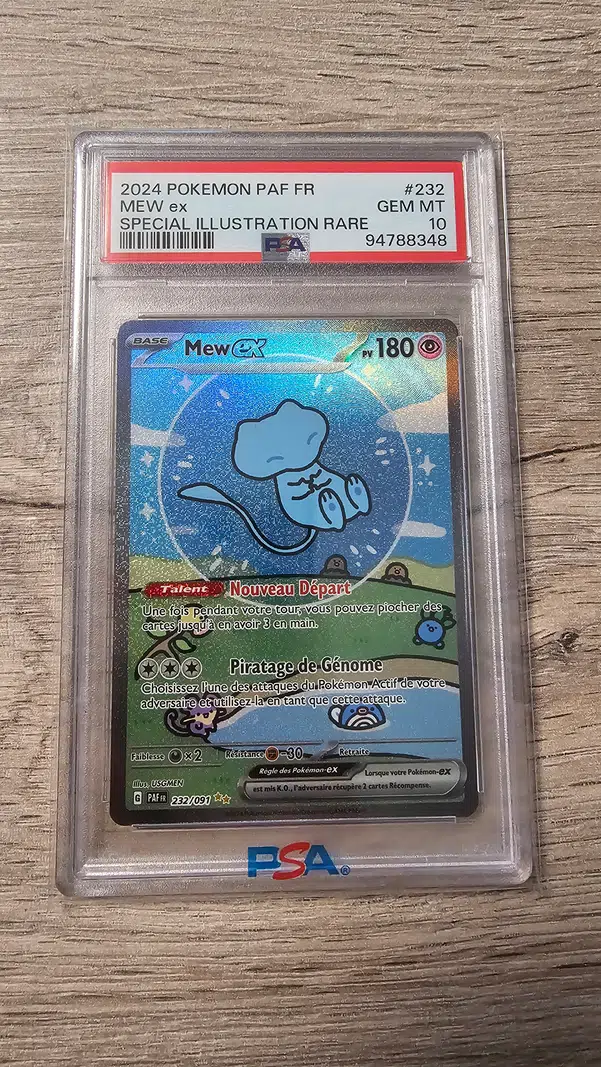 2024 POKEMON PAF FR #232
MEW ex GEM MT
SPECIAL ILLUSTRATION RARE 10
PSA 94788348
BASE Mew ex PV 180
Talent Nouveau Départ
Une fois pendant votre tour, vous pouvez piocher des
cartes jusqu'à en avoir 3 en main.
Piratage de Génome
Choisissez l'une des attaques du Pokémon Actif de votre
adversaire et utilisez-la en tant que cette attaque.
Faiblesse ×2 Résistance -30 Retraite
Règle des Pokémon-ex Lorsque votre Pokémon-ex
est mis K.O., l'adversaire récupère 2 cartes Récompense.
Illus. USGMEN
G PAF FR 232/091
PSA®